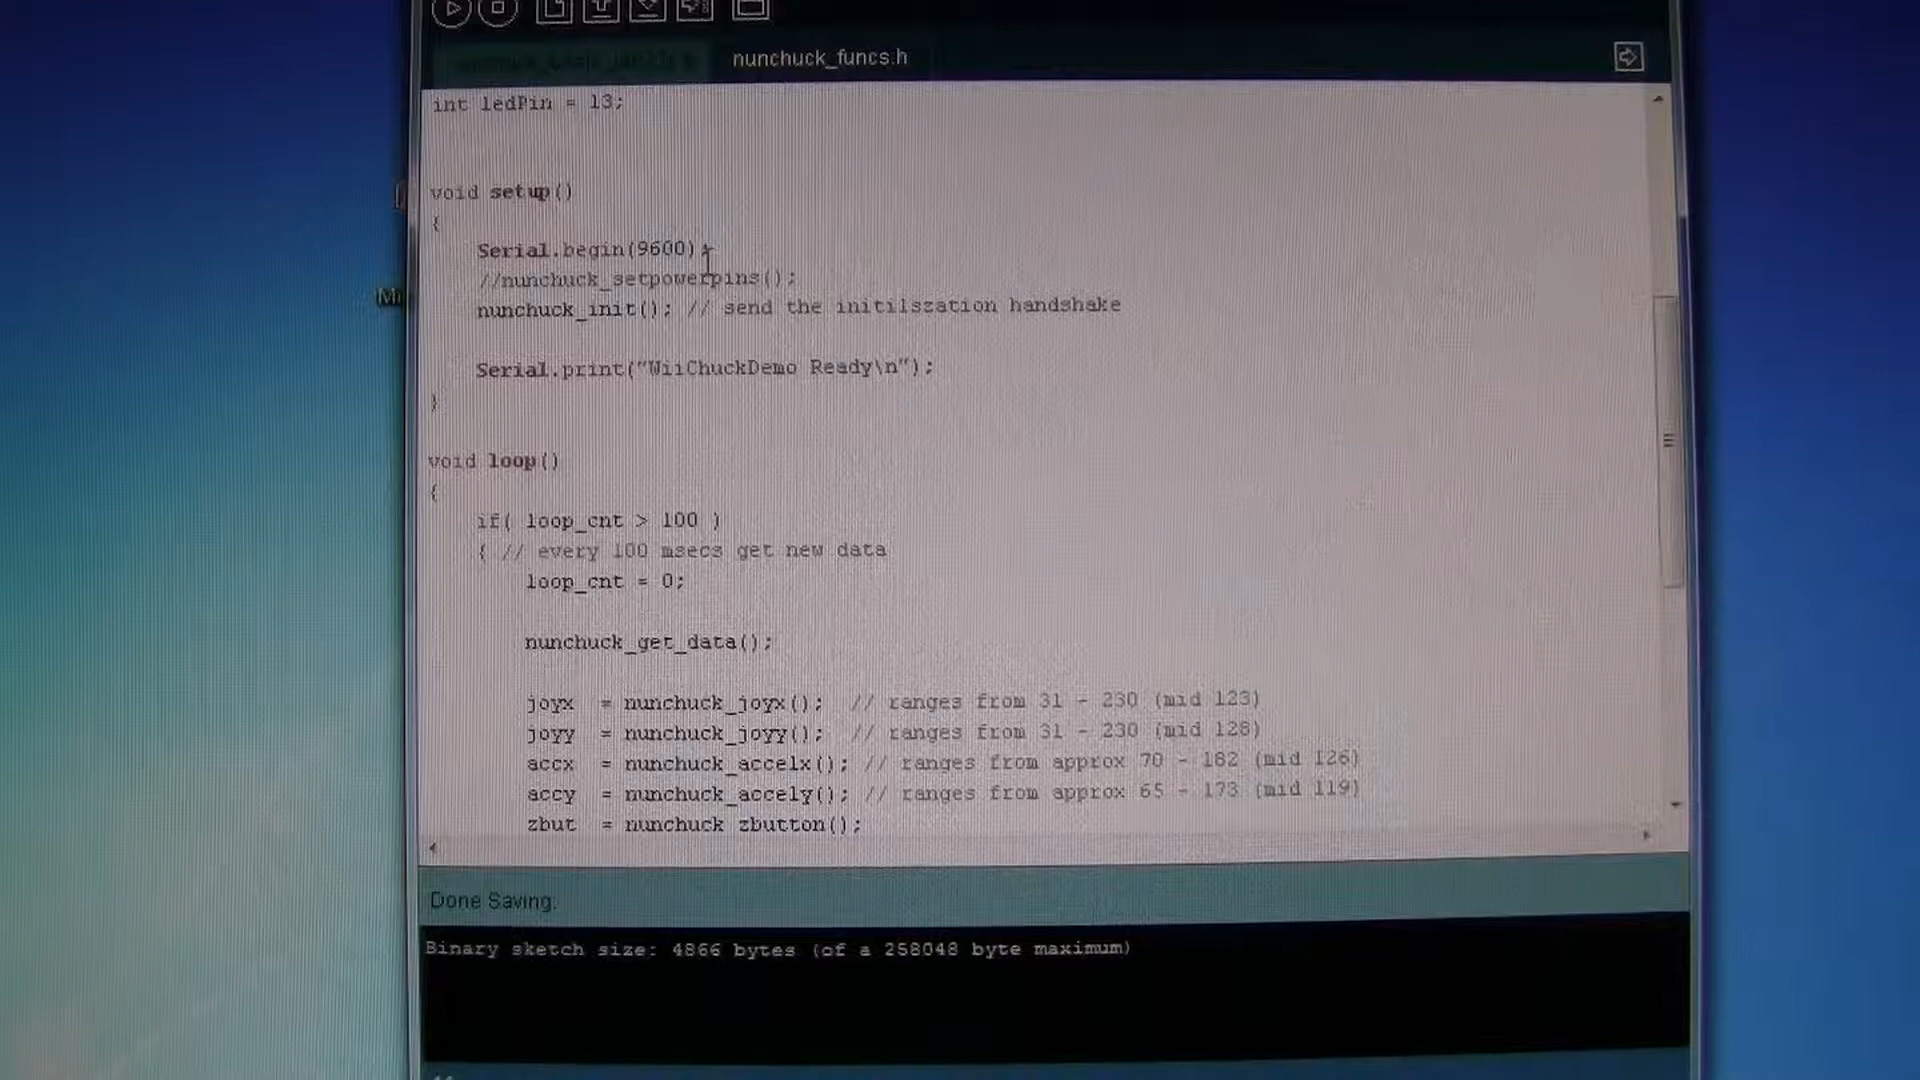 nunchuck_funcs.h
int ledPin = 13;
void setup()
{
Serial.begin(9600);
//nunchuck_setpowerpins();
nunchuck_init(); // send the initilszation handshake
Serial.print("WiiChuckDemo Ready\n");
}
void loop()
{
if( loop_cnt > 100 )
{ // every 100 msecs get new data
loop_cnt = 0;
nunchuck_get_data();
joyx = nunchuck_joyx(); // ranges from 31 - 230 (mid 123)
joyy = nunchuck_joyy(); // ranges from 31 - 230 (mid 128)
accx = nunchuck_accelx(); // ranges from approx 70 - 182 (mid 126)
accy = nunchuck_accely(); // ranges from approx 65 - 173 (mid 119)
zbut = nunchuck_zbutton();
Done Saving.
Binary sketch size: 4866 bytes (of a 258048 byte maximum)